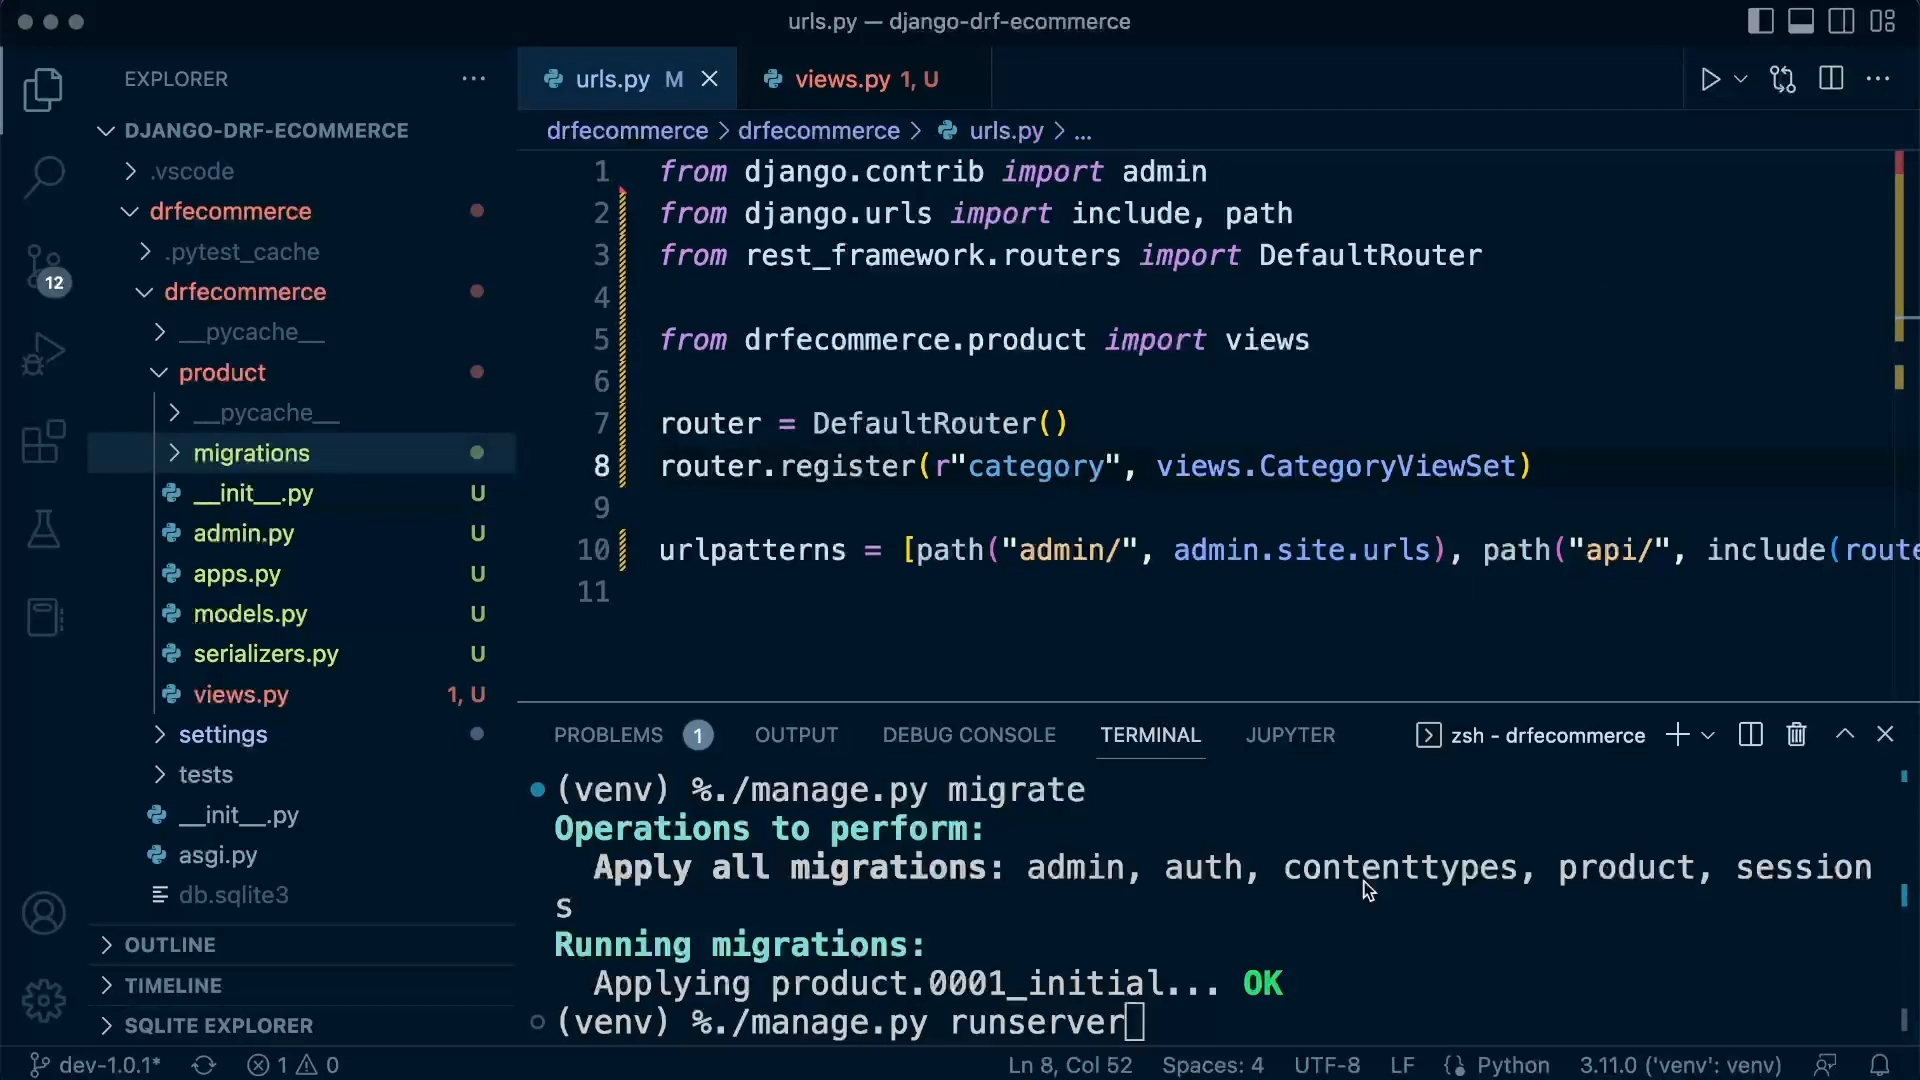 urls.py — django-drf-ecommerce
EXPLORER
DJANGO-DRF-ECOMMERCE
.vscode
drfecommerce
.pytest_cache
drfecommerce
__pycache__
product
__pycache__
migrations
__init__.py U
admin.py U
apps.py U
models.py U
serializers.py U
views.py 1, U
settings
tests
__init__.py
asgi.py
db.sqlite3
OUTLINE
TIMELINE
SQLITE EXPLORER
12
urls.py M
views.py 1, U
drfecommerce > drfecommerce > urls.py > ...
1 from django.contrib import admin
2 from django.urls import include, path
3 from rest_framework.routers import DefaultRouter
4
5 from drfecommerce.product import views
6
7 router = DefaultRouter()
8 router.register(r"category", views.CategoryViewSet)
9
10 urlpatterns = [path("admin/", admin.site.urls), path("api/", include(route
11
PROBLEMS 1 OUTPUT DEBUG CONSOLE TERMINAL JUPYTER zsh - drfecommerce
(venv) %./manage.py migrate
Operations to perform:
Apply all migrations: admin, auth, contenttypes, product, session
s
Running migrations:
Applying product.0001_initial... OK
(venv) %./manage.py runserver
dev-1.0.1* 1 0 Ln 8, Col 52 Spaces: 4 UTF-8 LF Python 3.11.0 ('venv': venv)